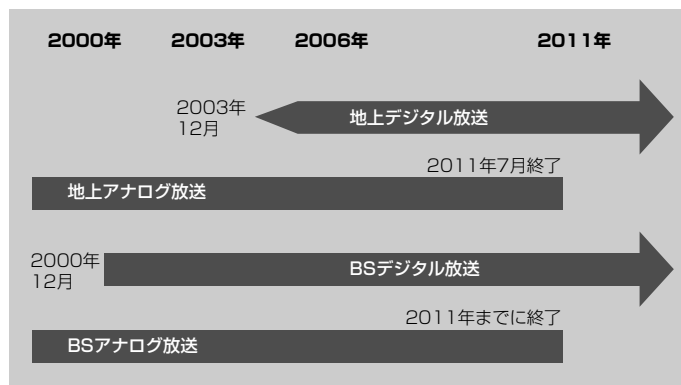 2000年 2003年 2006年 2011年
2003年
12月
地上デジタル放送
2011年7月終了
地上アナログ放送
2000年
12月
BSデジタル放送
2011年までに終了
BSアナログ放送